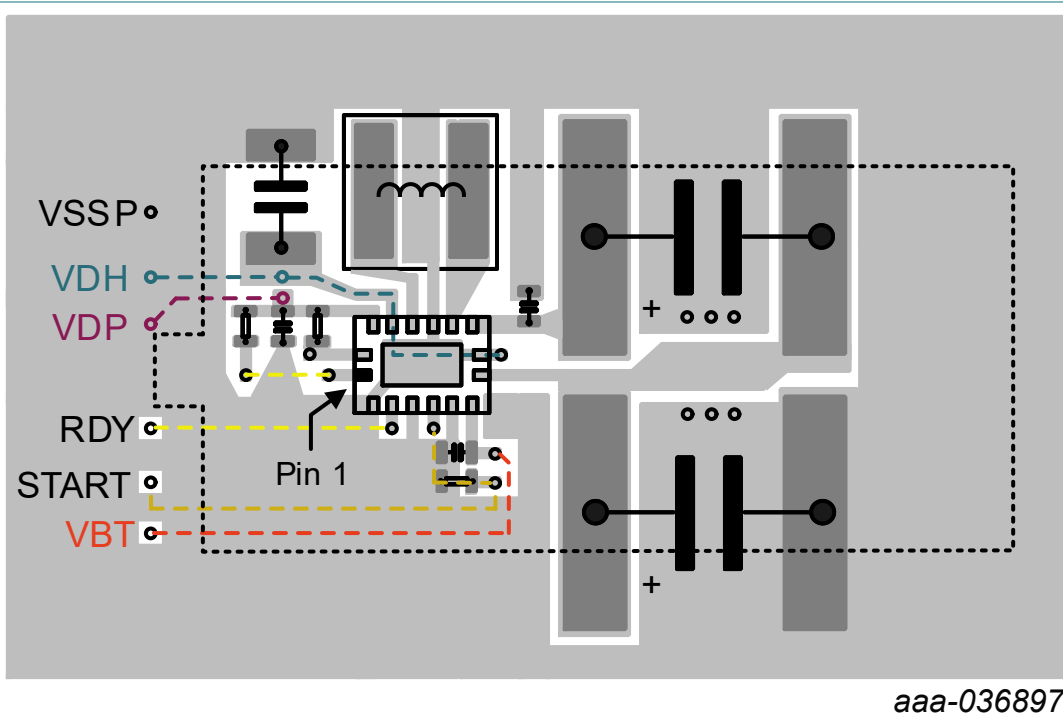 VSSP
VDH
VDP
+
RDY
Pin 1
START
VBT
+
aaa-036897